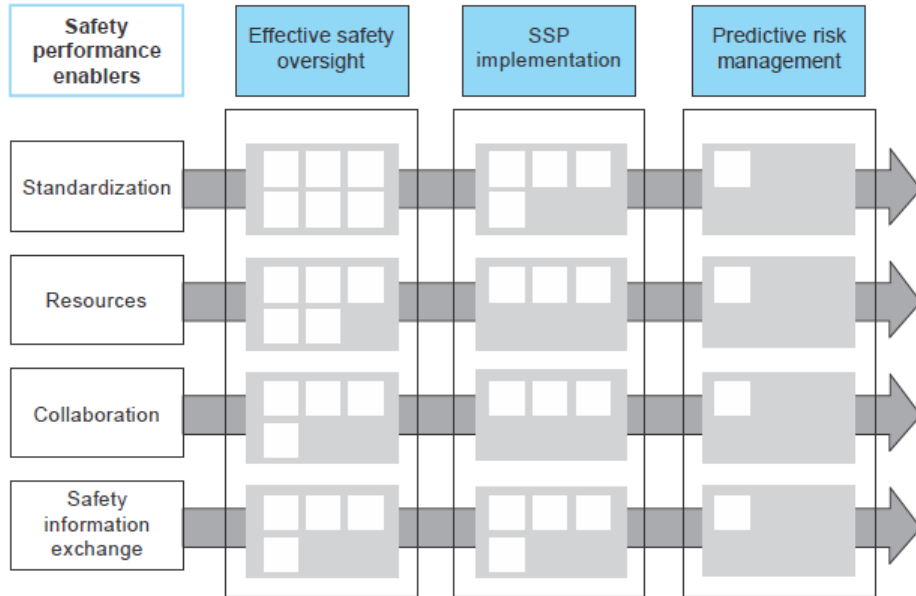 Safety
performance
enablers
Effective safety
oversight
SSP
implementation
Predictive risk
management
Standardization
Resources
Collaboration
Safety
information
exchange